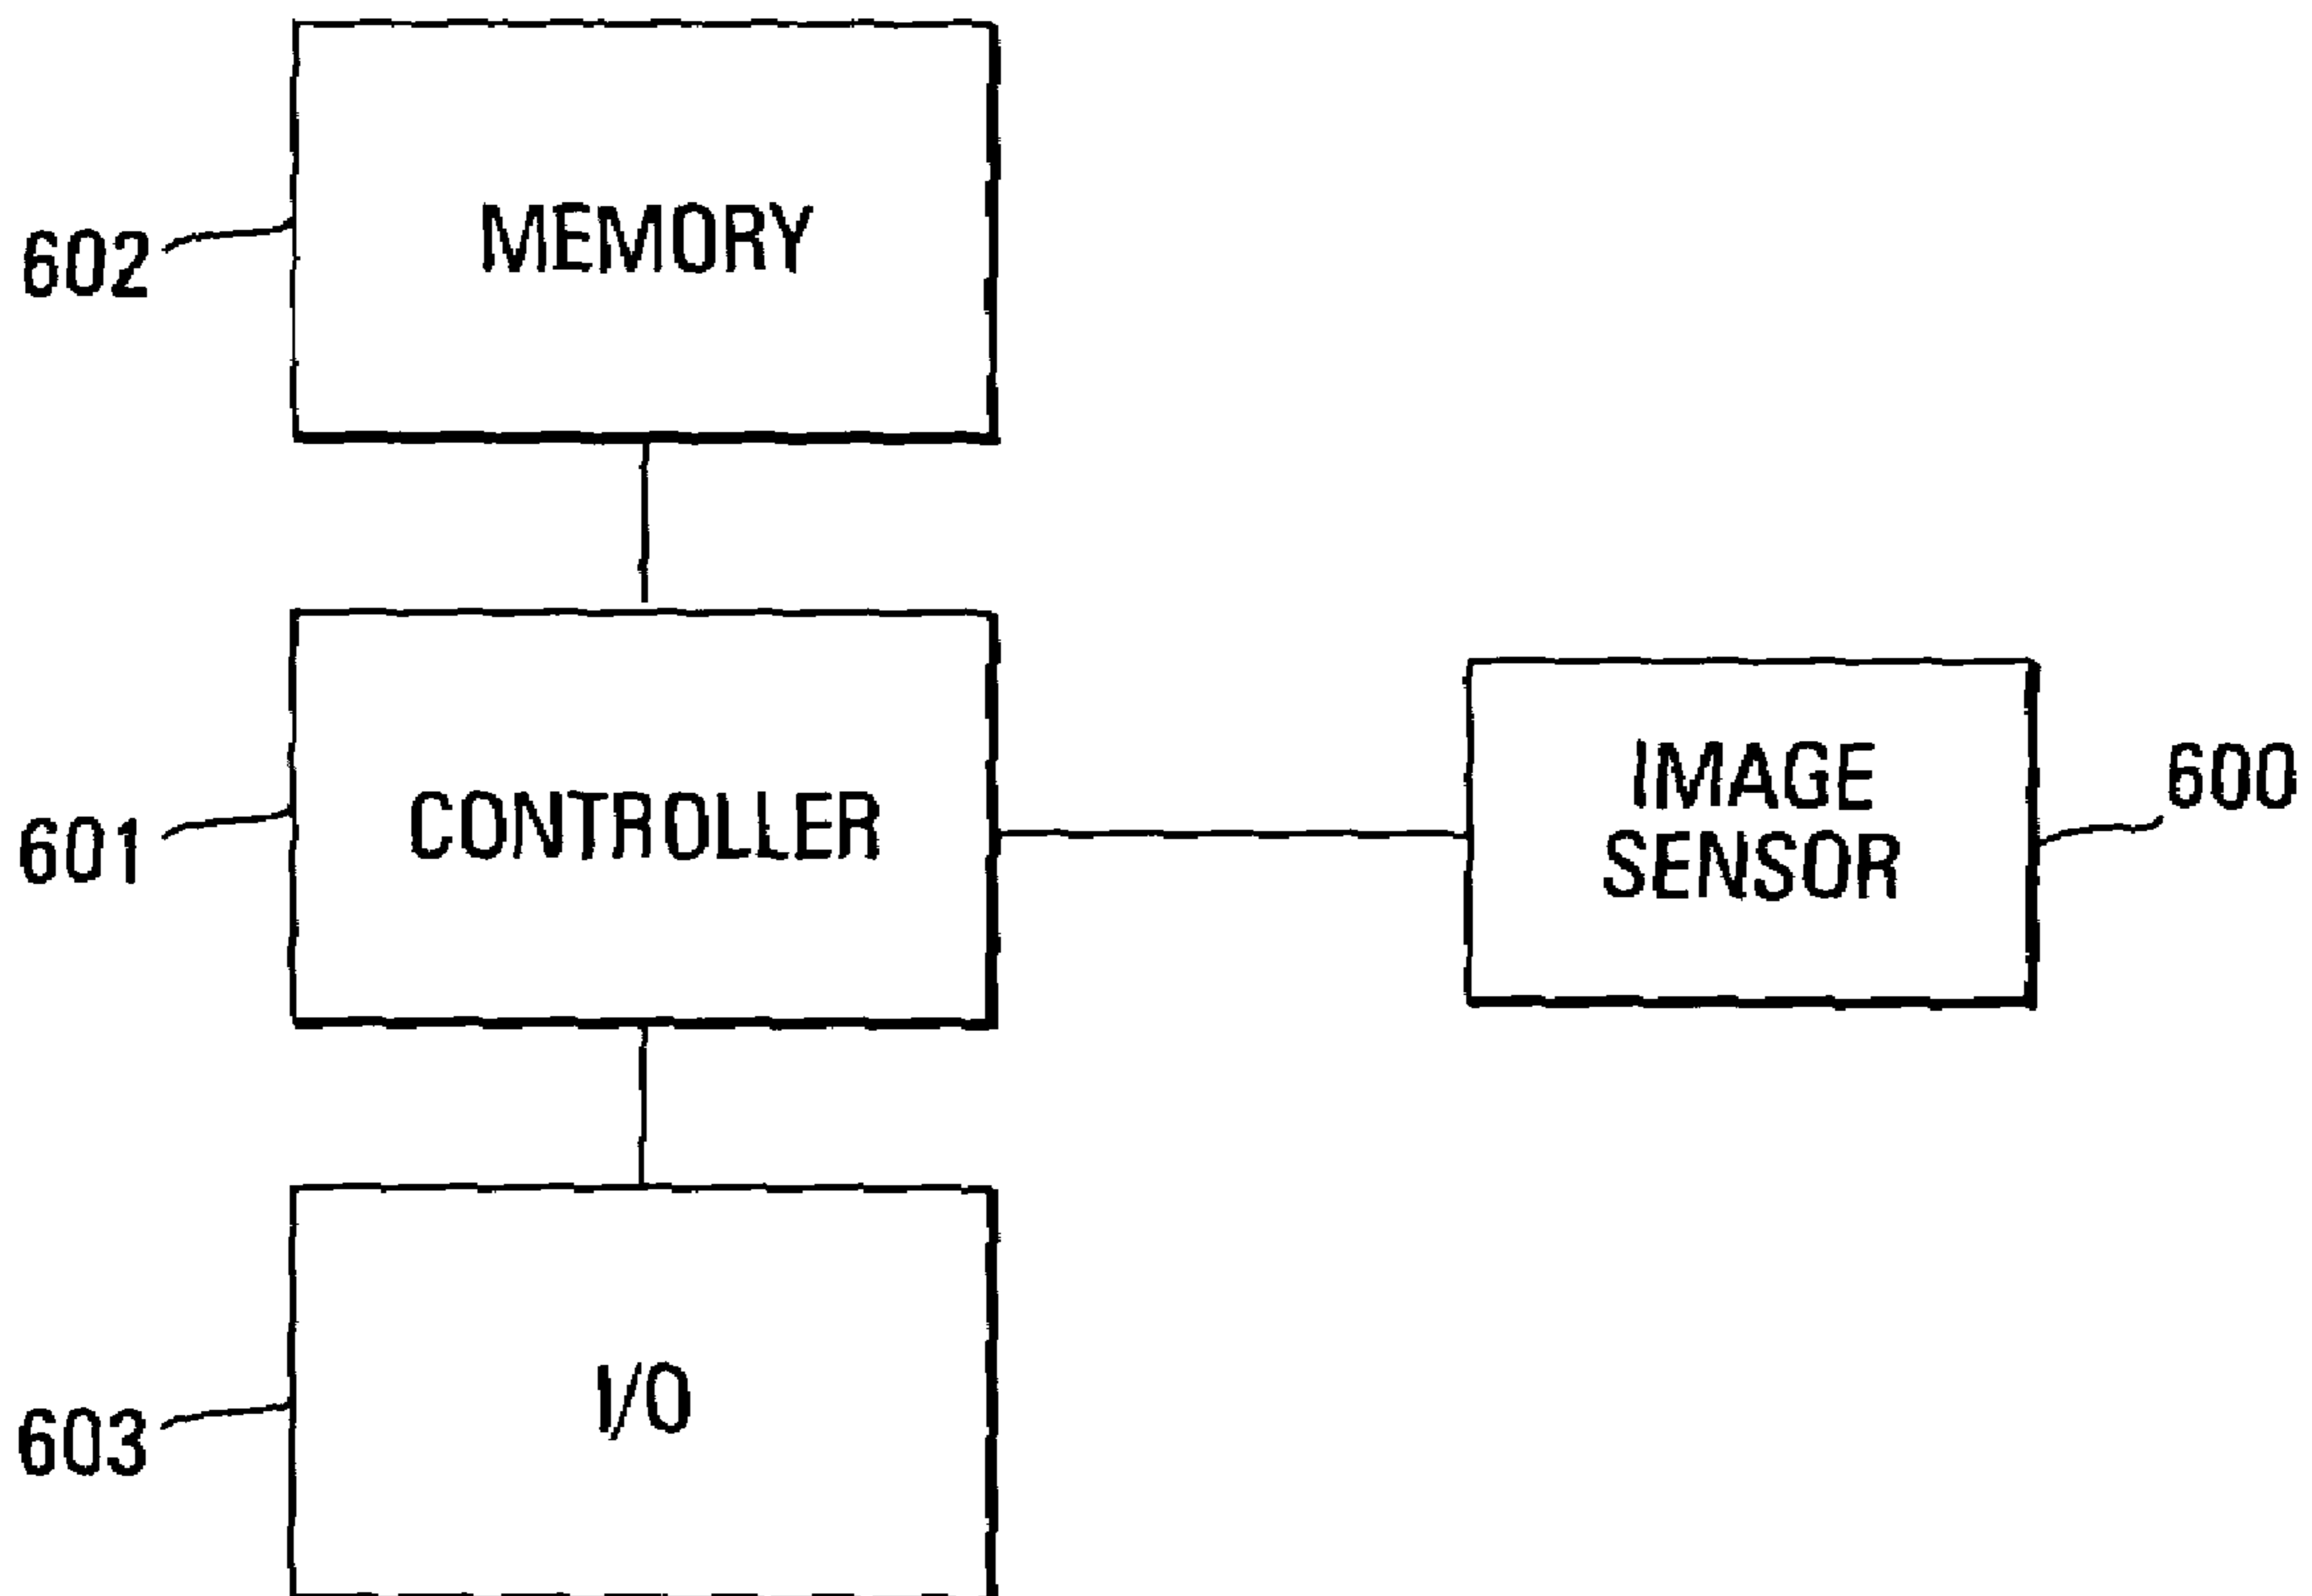 MEMORY
602
CONTROLLER
601
IMAGE
SENSOR
600
I/O
603